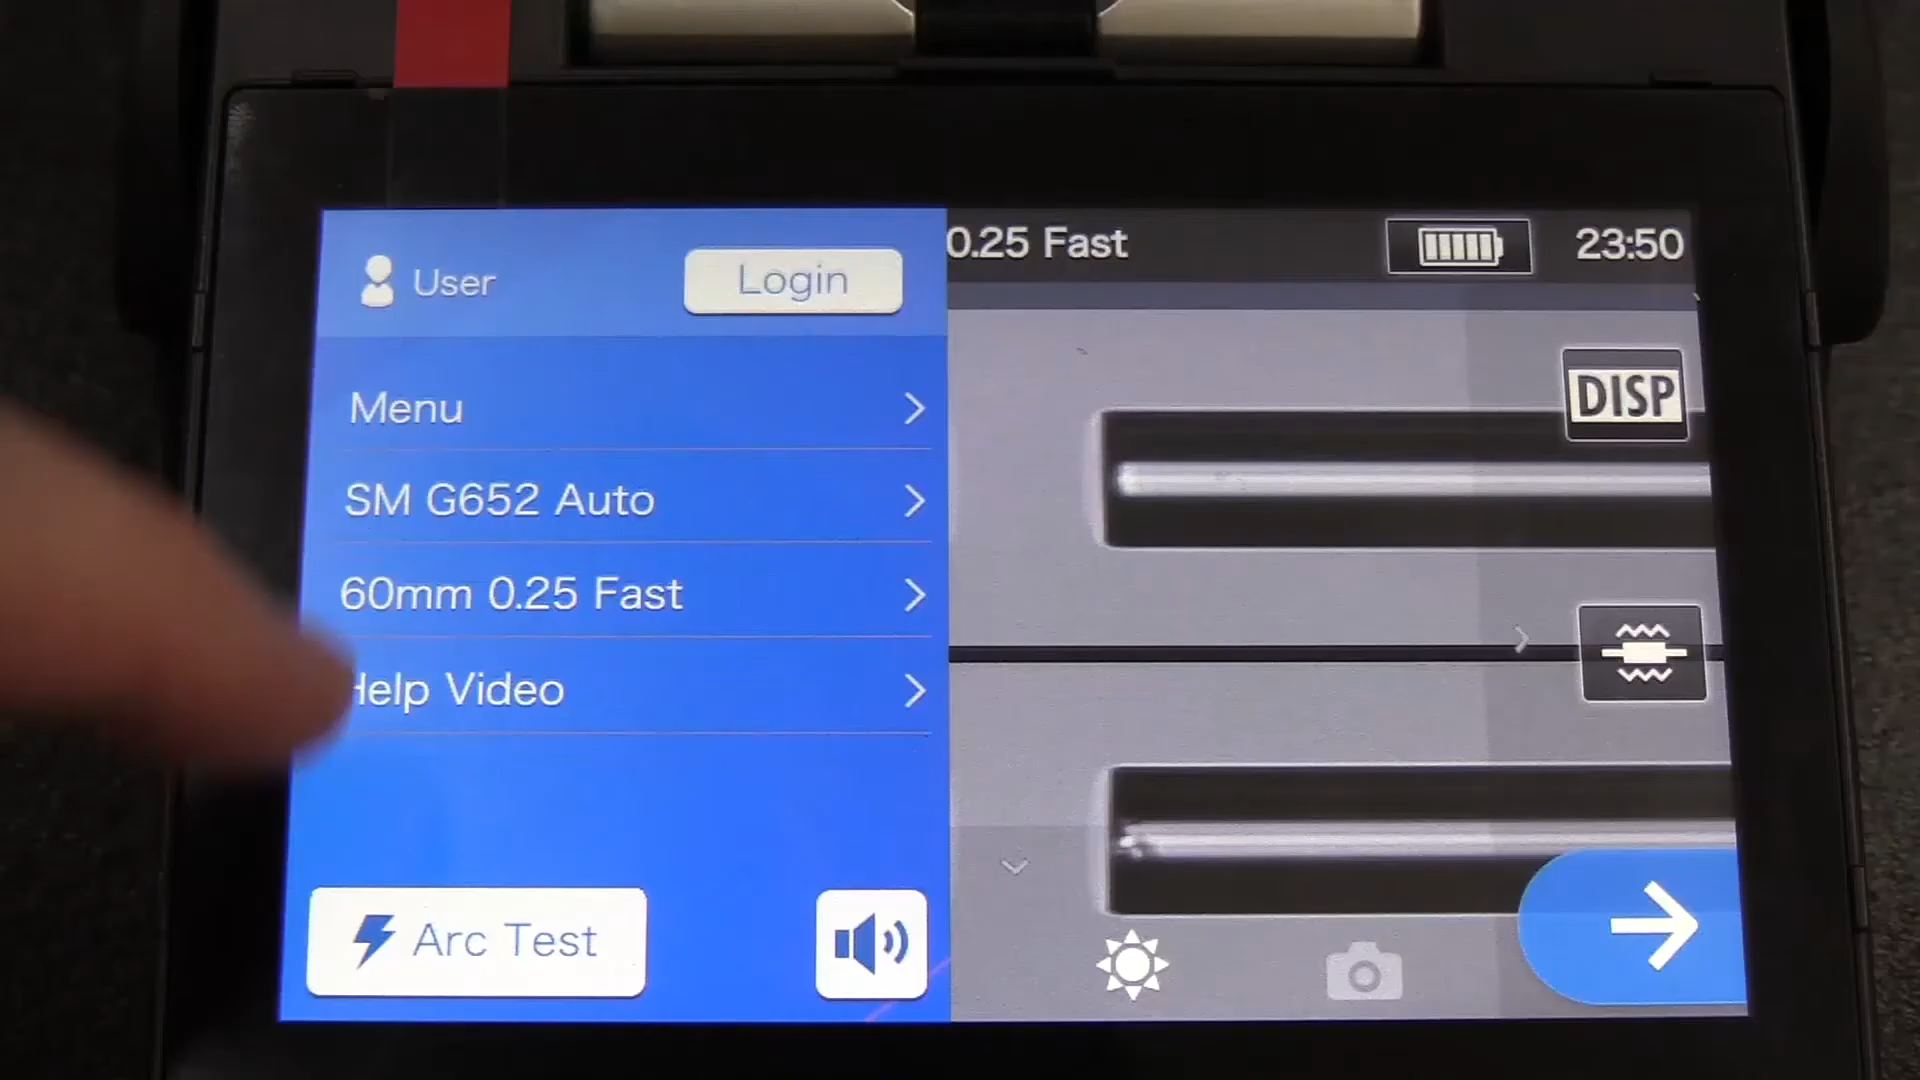 User
Login
0.25 Fast
23:50
Menu
DISP
SM G652 Auto
60mm 0.25 Fast
Help Video
Arc Test